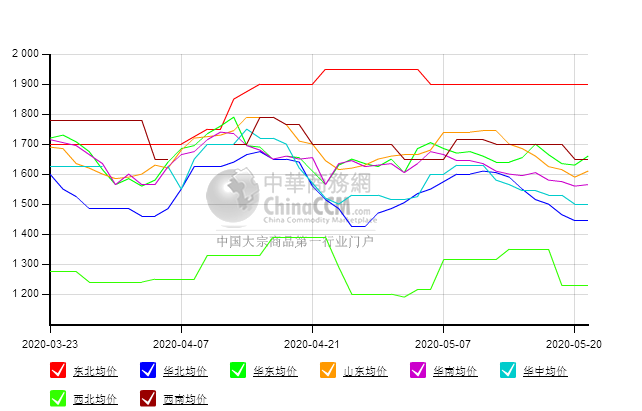 2 000
1 900
1 800
1 700
1 600
1 500
1 400
1 300
1 200
中華商務網
ChinaCCM.com
China Commodity Marketplace
中国大宗商品第一行业门户
2020-03-23 2020-04-07 2020-04-21 2020-05-07 2020-05-20
东北均价 华北均价 华东均价 山东均价 华南均价 华中均价
西北均价 西南均价